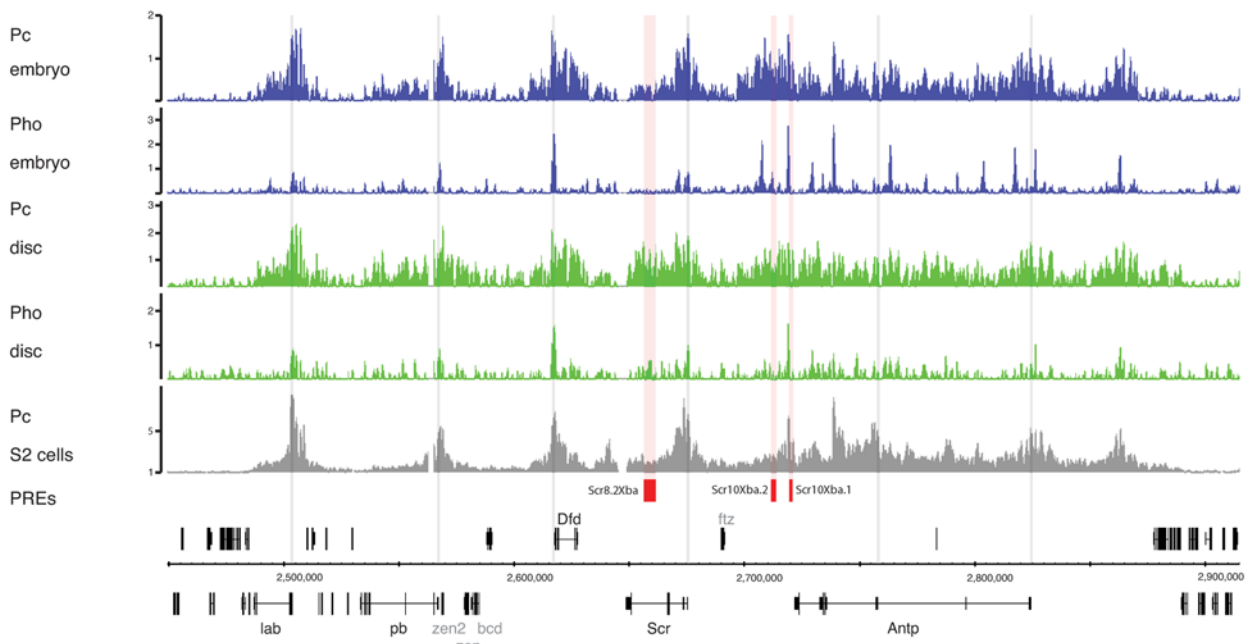 Pc
embryo
2
1
Pho
embryo
3
2
1
Pc
disc
3
2
1
Pho
disc
2
1
Pc
S2 cells
5
1
PREs
Scr8.2Xba
Scr10Xba.2
Scr10Xba.1
Dfd
ftz
2,500,000
2,600,000
2,700,000
2,800,000
2,900,000
lab
pb
zen2
bcd
Scr
Antp